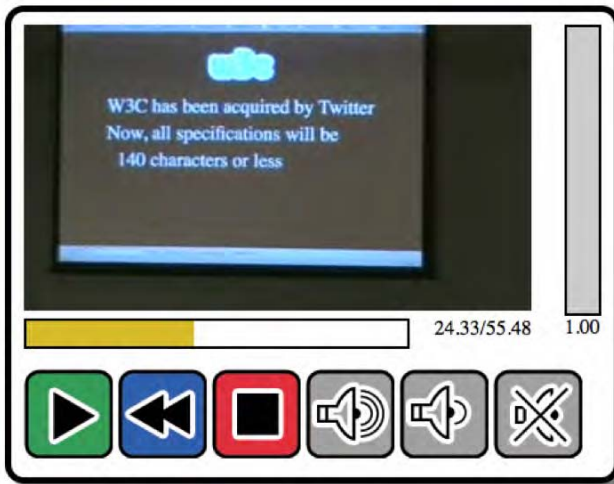 w3c
W3C has been acquired by Twitter
Now, all specifications will be
140 characters or less
24.33/55.48
1.00